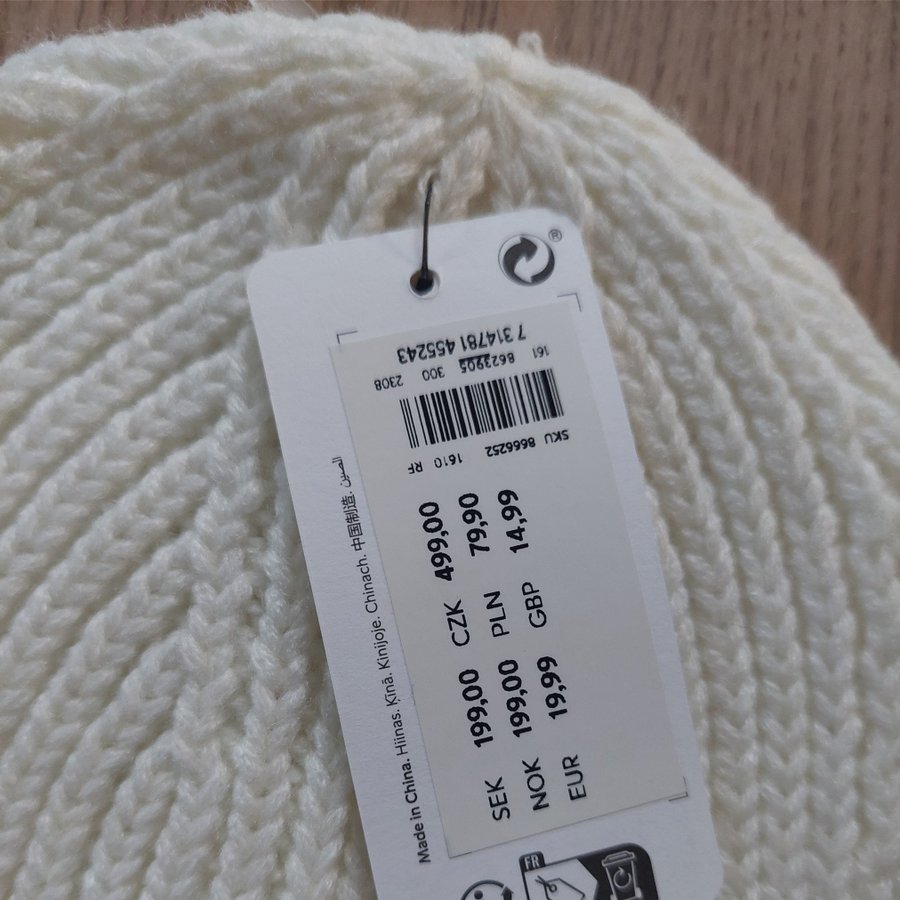 ®
7 314781 455243
161 8623905 300 2308
SKU 8666252 1610 RF
SEK 199,00 CZK 499,00
NOK 199,00 PLN 79,90
EUR 19,99 GBP 14,99
Made in China. Hiinas. Ķīnā. Kinijoje. Chinach. 中国制造. الصين
FR